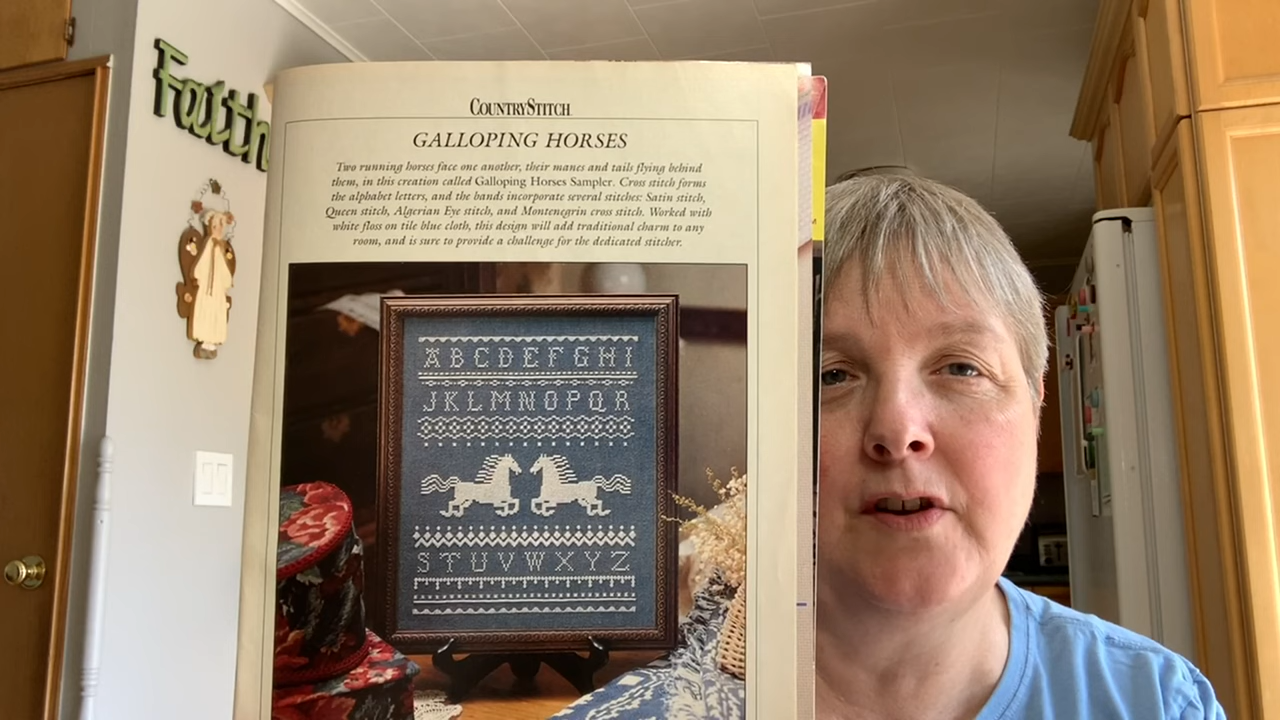 Faith
COUNTRYSTITCH
GALLOPING HORSES
Two running horses face one another, their manes and tails flying behind
them, in this creation called Galloping Horses Sampler. Cross stitch forms
the alphabet letters, and the bands incorporate several stitches: Satin stitch,
Queen stitch, Algerian Eye stitch, and Montenegrin cross stitch. Worked with
white floss on tile blue cloth, this design will add traditional charm to any
room, and is sure to provide a challenge for the dedicated stitcher.
ABCDEFGHI
JKLMNOPQR
STUVWXYZ